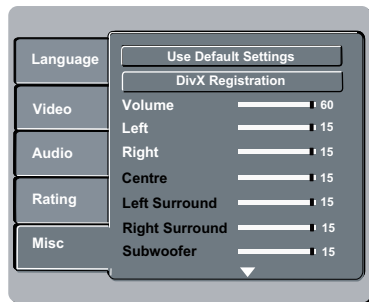 Language
Video
Audio
Rating
Misc
Use Default Settings
DivX Registration
Volume 60
Left 15
Right 15
Centre 15
Left Surround 15
Right Surround 15
Subwoofer 15